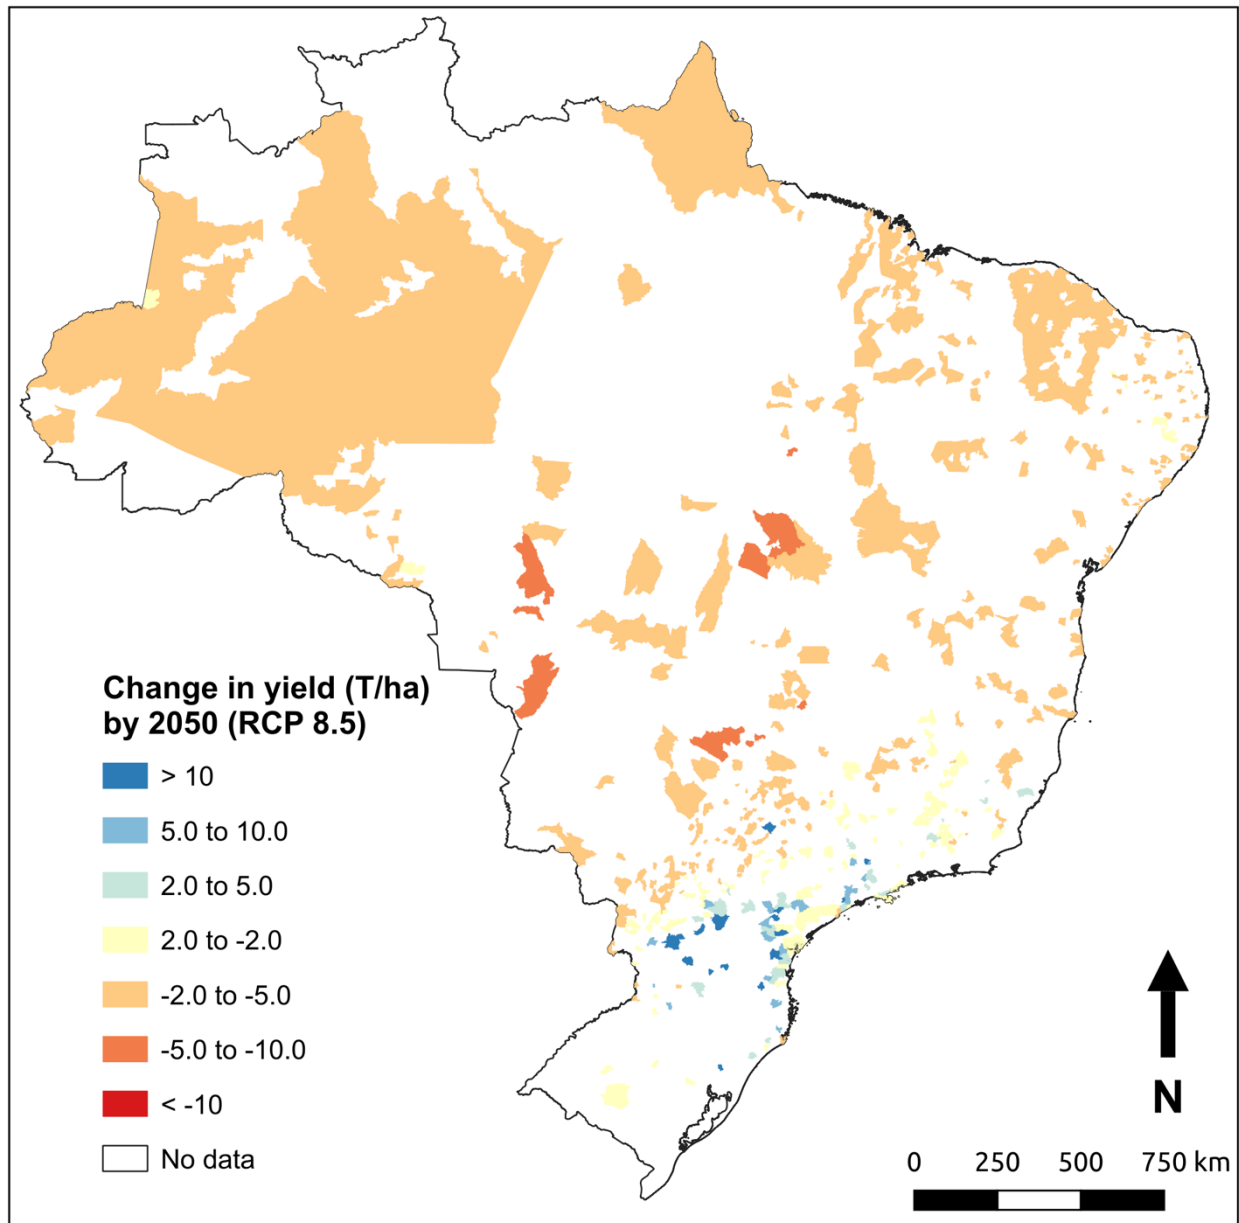 Change in yield (T/ha)
by 2050 (RCP 8.5)
> 10
5.0 to 10.0
2.0 to 5.0
2.0 to -2.0
-2.0 to -5.0
-5.0 to -10.0
< -10
No data
N
0 250 500 750 km